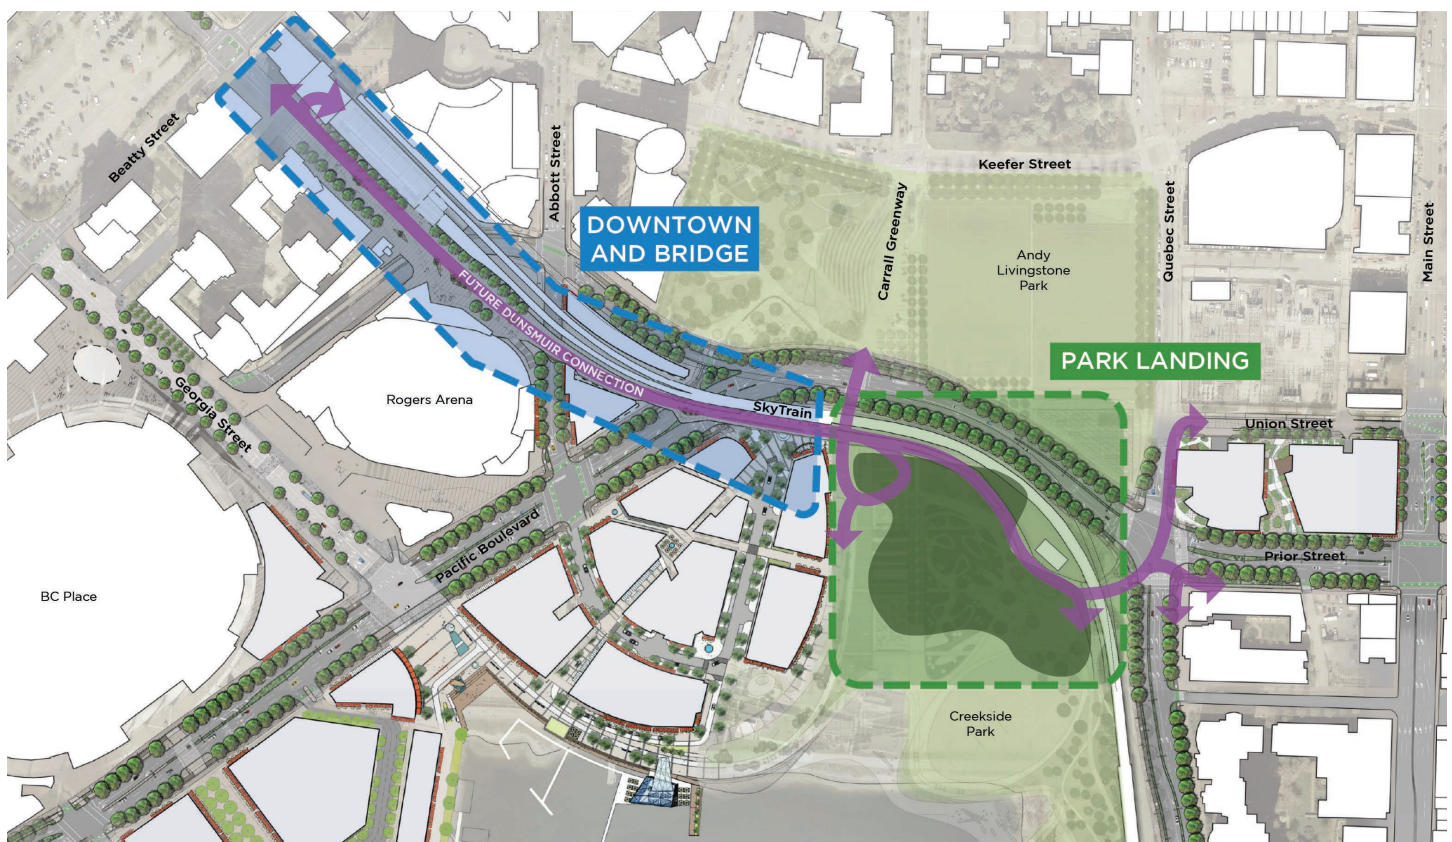 Beatty Street
Abbott Street
Keefer Street
DOWNTOWN
AND BRIDGE
Carrall Greenway
Quebec Street
Main Street
Andy
Livingstone
Park
FUTURE DUNSMUIR CONNECTION
PARK LANDING
Georgia Street
Rogers Arena
SkyTrain
Union Street
Pacific Boulevard
Prior Street
BC Place
Creekside
Park